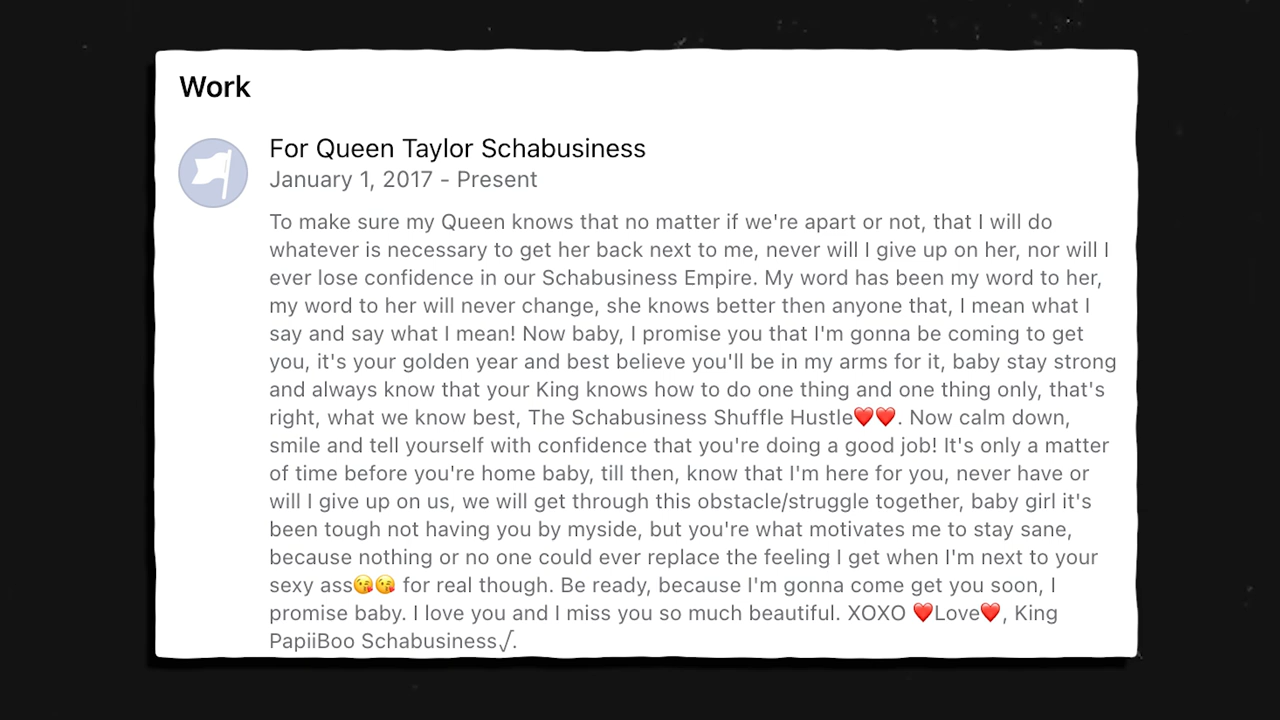 Work
For Queen Taylor Schabusiness
January 1, 2017 - Present
To make sure my Queen knows that no matter if we're apart or not, that I will do
whatever is necessary to get her back next to me, never will I give up on her, nor will I
ever lose confidence in our Schabusiness Empire. My word has been my word to her,
my word to her will never change, she knows better then anyone that, I mean what I
say and say what I mean! Now baby, I promise you that I'm gonna be coming to get
you, it's your golden year and best believe you'll be in my arms for it, baby stay strong
and always know that your King knows how to do one thing and one thing only, that's
right, what we know best, The Schabusiness Shuffle Hustle❤️❤️. Now calm down,
smile and tell yourself with confidence that you're doing a good job! It's only a matter
of time before you're home baby, till then, know that I'm here for you, never have or
will I give up on us, we will get through this obstacle/struggle together, baby girl it's
been tough not having you by myside, but you're what motivates me to stay sane,
because nothing or no one could ever replace the feeling I get when I'm next to your
sexy ass😘😘 for real though. Be ready, because I'm gonna come get you soon, I
promise baby. I love you and I miss you so much beautiful. XOXO ❤️Love❤️, King
PapiiBoo Schabusiness√.